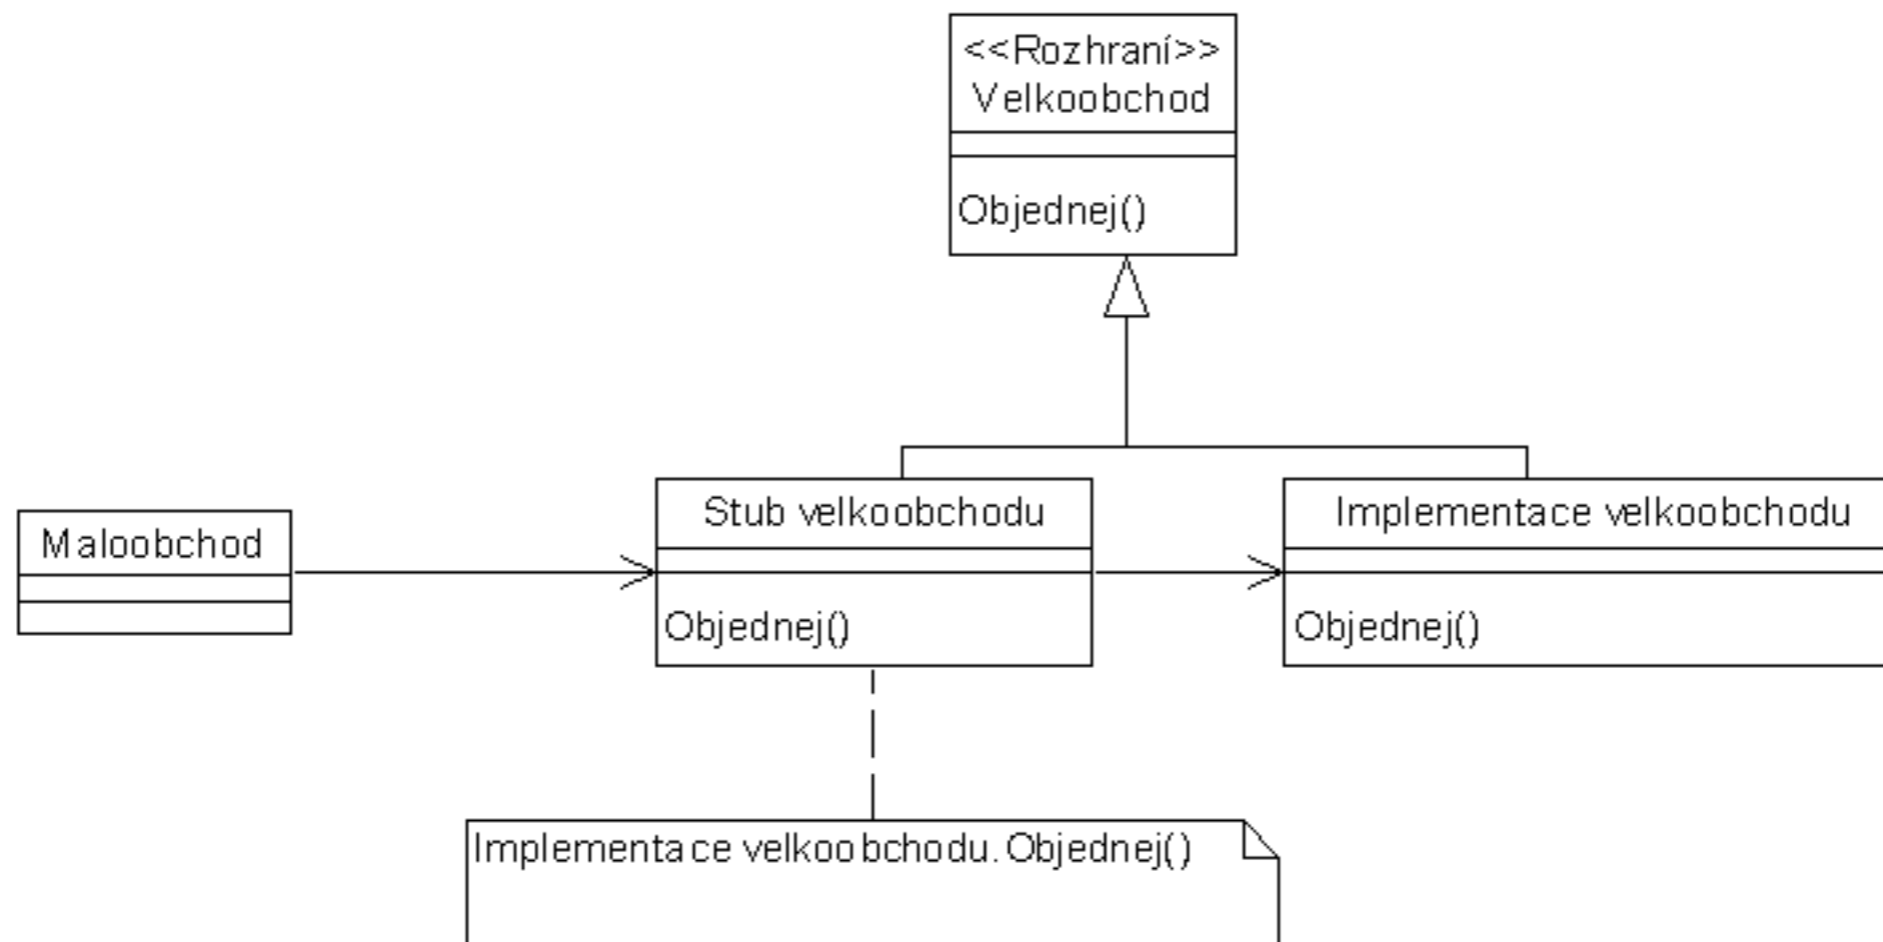 <<Rozhraní>>
Velkoobchod
Objednej()
Maloobchod
Stub velkoobchodu
Objednej()
Implementace velkoobchodu
Objednej()
Implementace velkoobchodu.Objednej()